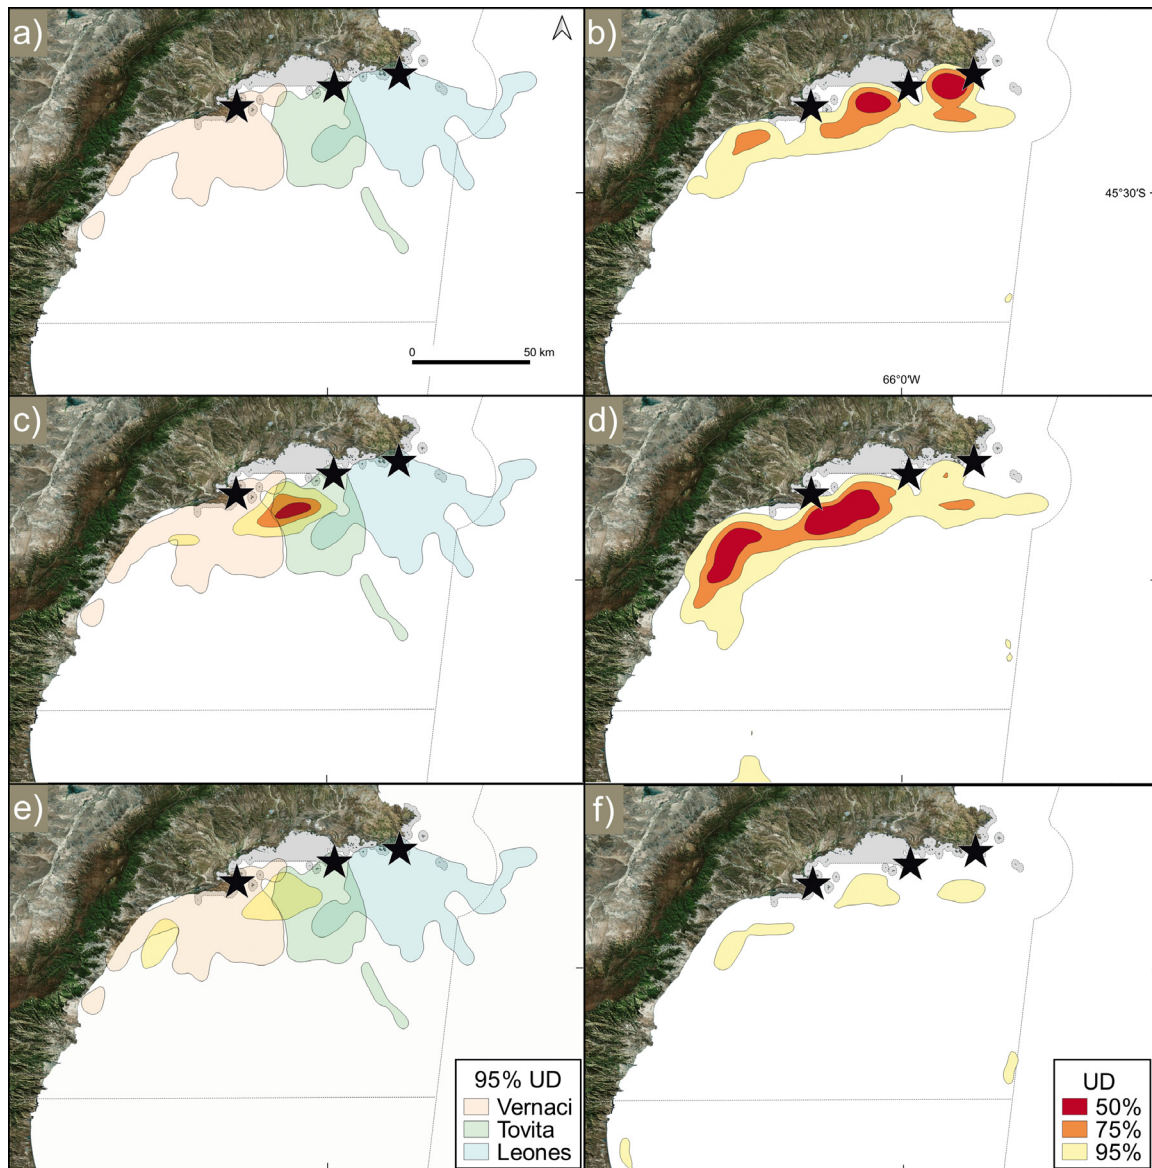 a)
b)
45°30'S
0 50 km
66°0'W
c)
d)
e)
f)
95% UD
Vernaci
Tovita
Leones
UD
50%
75%
95%